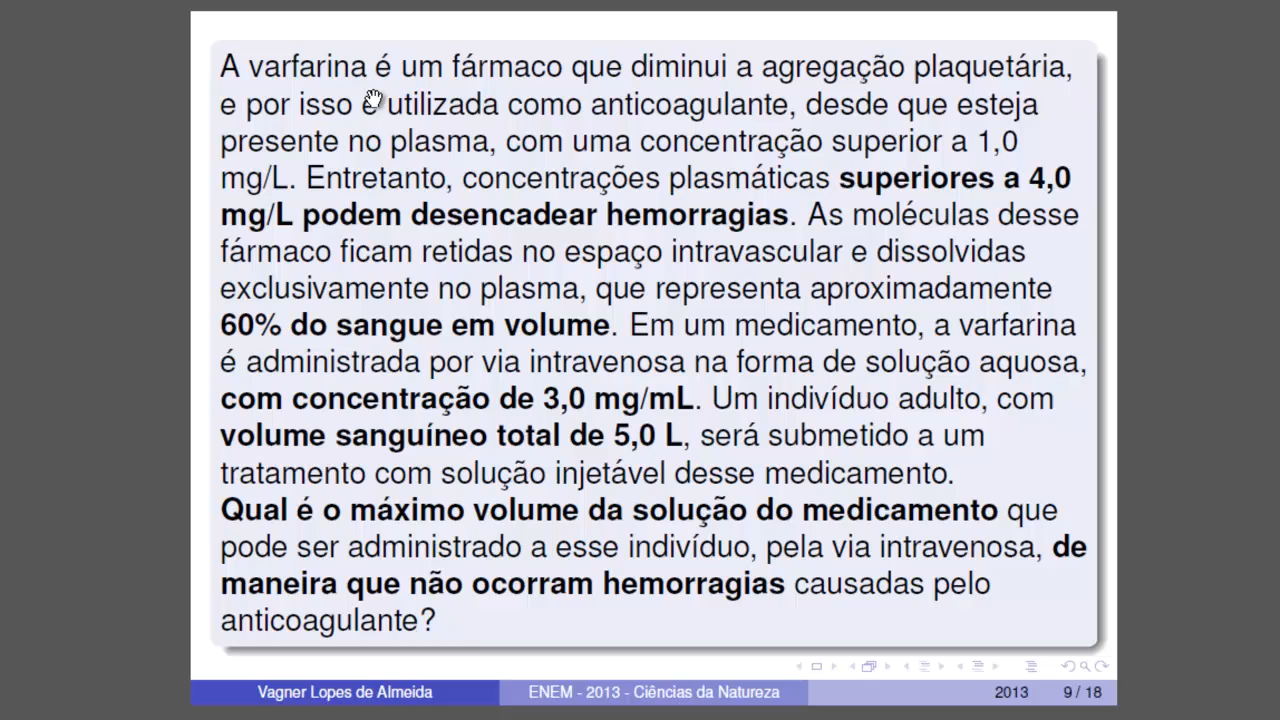 A varfarina é um fármaco que diminui a agregação plaquetária,
e por isso é utilizada como anticoagulante, desde que esteja
presente no plasma, com uma concentração superior a 1,0
mg/L. Entretanto, concentrações plasmáticas superiores a 4,0
mg/L podem desencadear hemorragias. As moléculas desse
fármaco ficam retidas no espaço intravascular e dissolvidas
exclusivamente no plasma, que representa aproximadamente
60% do sangue em volume. Em um medicamento, a varfarina
é administrada por via intravenosa na forma de solução aquosa,
com concentração de 3,0 mg/mL. Um indivíduo adulto, com
volume sanguíneo total de 5,0 L, será submetido a um
tratamento com solução injetável desse medicamento.
Qual é o máximo volume da solução do medicamento que
pode ser administrado a esse indivíduo, pela via intravenosa, de
maneira que não ocorram hemorragias causadas pelo
anticoagulante?
Vagner Lopes de Almeida ENEM - 2013 - Ciências da Natureza 2013 9 / 18